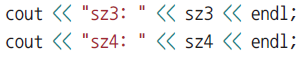 cout << "sz3: " << sz3 << endl;
cout << "sz4: " << sz4 << endl;